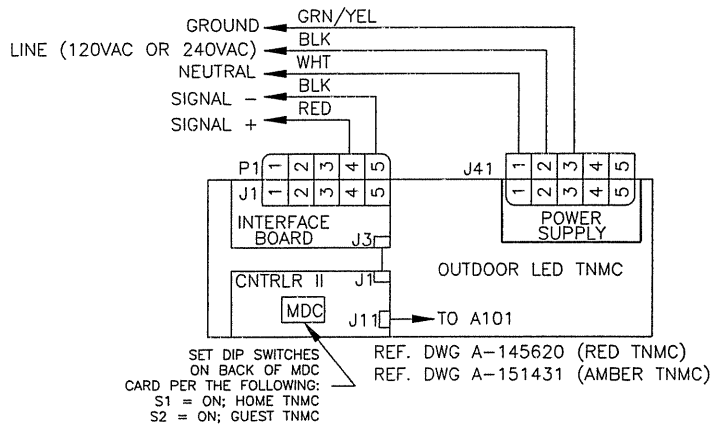 GROUND
GRN/YEL
LINE (120VAC OR 240VAC)
BLK
NEUTRAL
WHT
SIGNAL -
BLK
SIGNAL +
RED
P1 1 2 3 4 5
J1 1 2 3 4 5
J41 1 2 3 4 5
1 2 3 4 5
INTERFACE
BOARD
J3
POWER
SUPPLY
CNTRLR II
J1
OUTDOOR LED TNMC
MDC
J11
TO A101
SET DIP SWITCHES
ON BACK OF MDC
CARD PER THE FOLLOWING:
S1 = ON; HOME TNMC
S2 = ON; GUEST TNMC
REF. DWG A-145620 (RED TNMC)
REF. DWG A-151431 (AMBER TNMC)